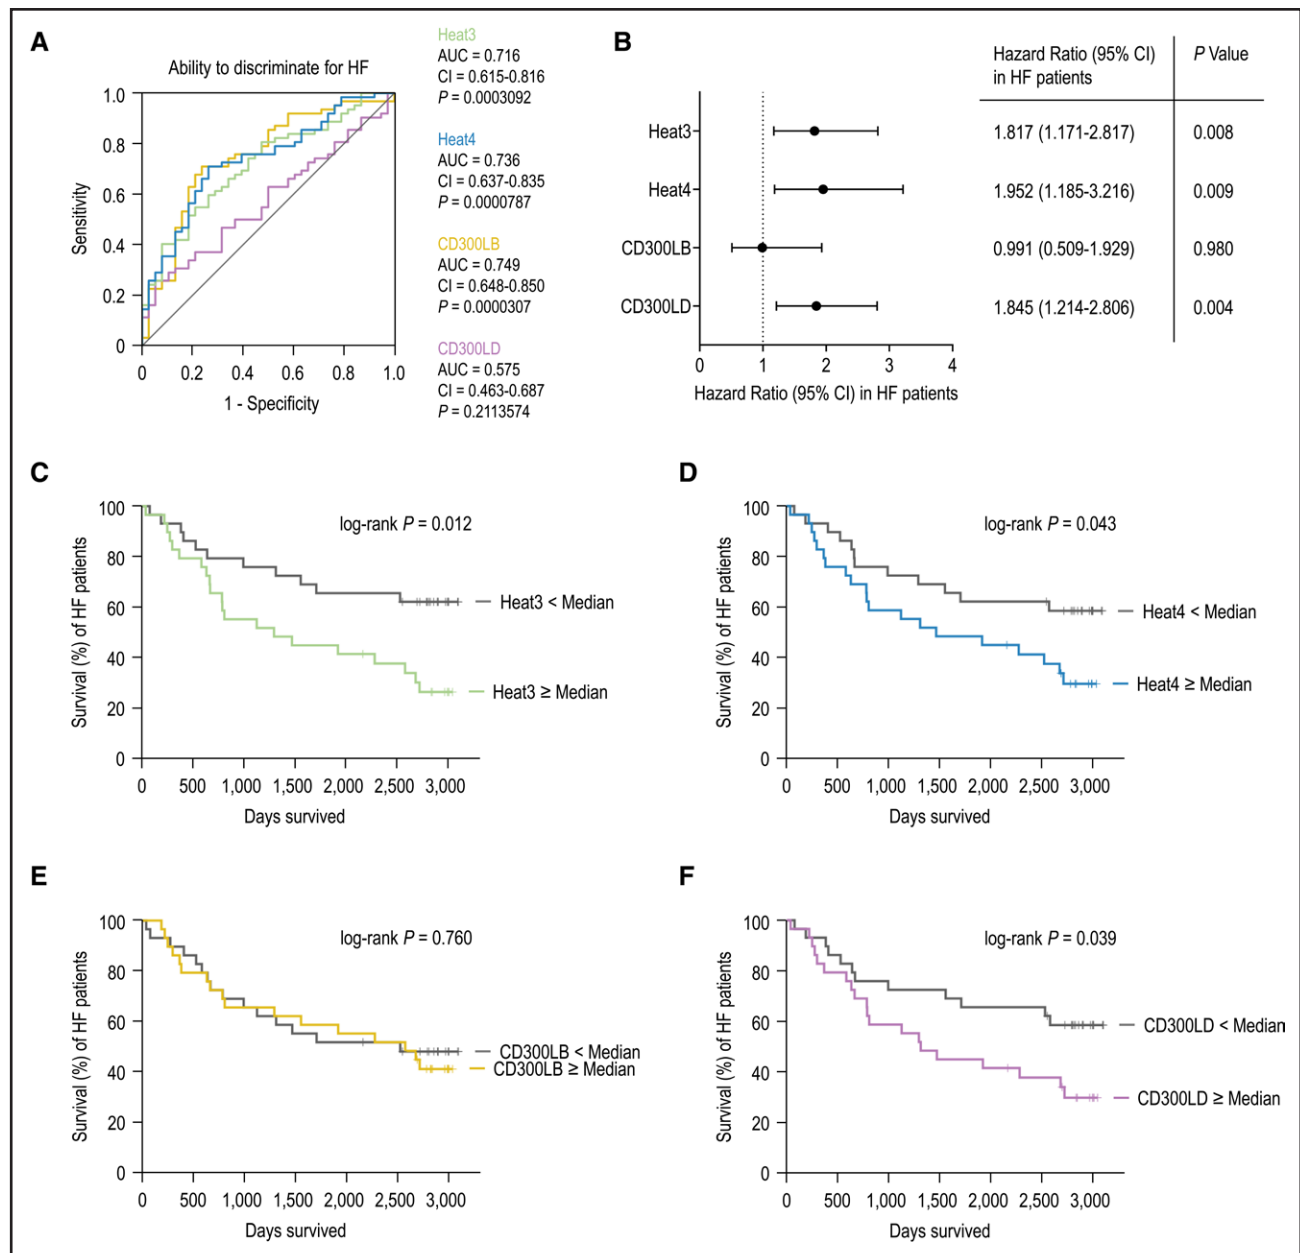 A
Ability to discriminate for HF
Sensitivity
1.0
0.8
0.6
0.4
0.2
0
0 0.2 0.4 0.6 0.8 1.0
1 - Specificity
Heat3
AUC = 0.716
CI = 0.615-0.816
P = 0.0003092
Heat4
AUC = 0.736
CI = 0.637-0.835
P = 0.0000787
CD300LB
AUC = 0.749
CI = 0.648-0.850
P = 0.0000307
CD300LD
AUC = 0.575
CI = 0.463-0.687
P = 0.2113574
B
Heat3
Heat4
CD300LB
CD300LD
0 1 2 3 4
Hazard Ratio (95% CI) in HF patients
Hazard Ratio (95% CI) P Value
in HF patients
1.817 (1.171-2.817) 0.008
1.952 (1.185-3.216) 0.009
0.991 (0.509-1.929) 0.980
1.845 (1.214-2.806) 0.004
C
log-rank P = 0.012
Survival (%) of HF patients
100
80
60
40
20
0
Heat3 < Median
Heat3 ≥ Median
0 500 1,000 1,500 2,000 2,500 3,000
Days survived
D
log-rank P = 0.043
Survival (%) of HF patients
100
80
60
40
20
0
Heat4 < Median
Heat4 ≥ Median
0 500 1,000 1,500 2,000 2,500 3,000
Days survived
E
log-rank P = 0.760
Survival (%) of HF patients
100
80
60
40
20
0
CD300LB < Median
CD300LB ≥ Median
0 500 1,000 1,500 2,000 2,500 3,000
Days survived
F
log-rank P = 0.039
Survival (%) of HF patients
100
80
60
40
20
0
CD300LD < Median
CD300LD ≥ Median
0 500 1,000 1,500 2,000 2,500 3,000
Days survived